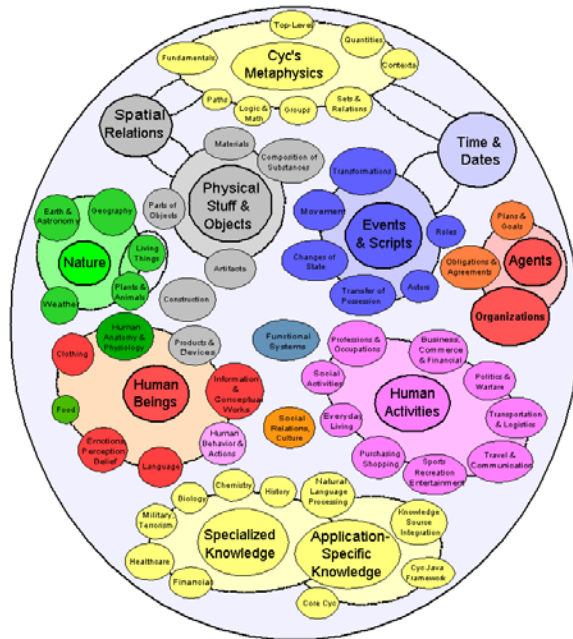 Top-Level
Quantities
Fundamentals
Cyc's
Metaphysics
Contexts
Paths
Logic &
Math
Groups
Sets &
Relations
Spatial
Relations
Time &
Dates
Materials
Composition of
Substances
Physical
Stuff &
Objects
Parts of
Objects
Artifacts
Construction
Transformations
Movement
Events
& Scripts
Roles
Changes of
State
Transfer of
Possession
Actors
Plans &
Goals
Agents
Obligations &
Agreements
Organizations
Earth &
Astronomy
Geography
Nature
Living
Things
Weather
Plants &
Animals
Human
Anatomy &
Physiology
Products &
Devices
Clothing
Human
Beings
Information
&
Conceptual
Works
Food
Emotions,
Perception
Belief
Language
Human
Behavior &
Actions
Functional
Systems
Social
Relations,
Culture
Professions &
Occupations
Business,
Commerce
& Financial
Social
Activities
Politics &
Warfare
Human
Activities
Everyday
Living
Transportation
& Logistics
Purchasing
Shopping
Sports
Recreation
Entertainment
Travel &
Communication
Chemistry
History
Natural
Language
Processing
Biology
Military,
Terrorism
Specialized
Knowledge
Application-
Specific
Knowledge
Knowledge
Source
Integration
Healthcare
Financial
Cyc Java
Framework
Core Cyc